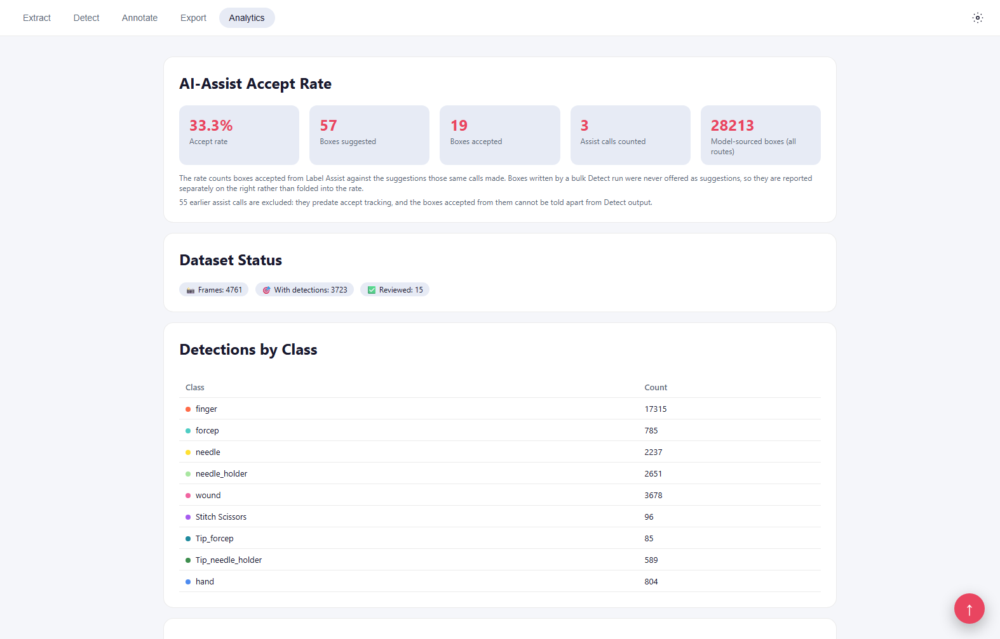 Extract Detect Annotate Export Analytics
AI-Assist Accept Rate
33.3% 57 19 3 28213
Accept rate Boxes suggested Boxes accepted Assist calls counted Model-sourced boxes (all
routes)
The rate counts boxes accepted from Label Assist against the suggestions those same calls made. Boxes written by a bulk Detect run were never offered as suggestions, so they are reported
separately on the right rather than folded into the rate.
55 earlier assist calls are excluded: they predate accept tracking, and the boxes accepted from them cannot be told apart from Detect output.
Dataset Status
Frames: 4761 With detections: 3723 Reviewed: 15
Detections by Class
Class Count
finger 17315
forcep 785
needle 2237
needle_holder 2651
wound 3678
Stitch Scissors 96
Tip_forcep 85
Tip_needle_holder 589
hand 804